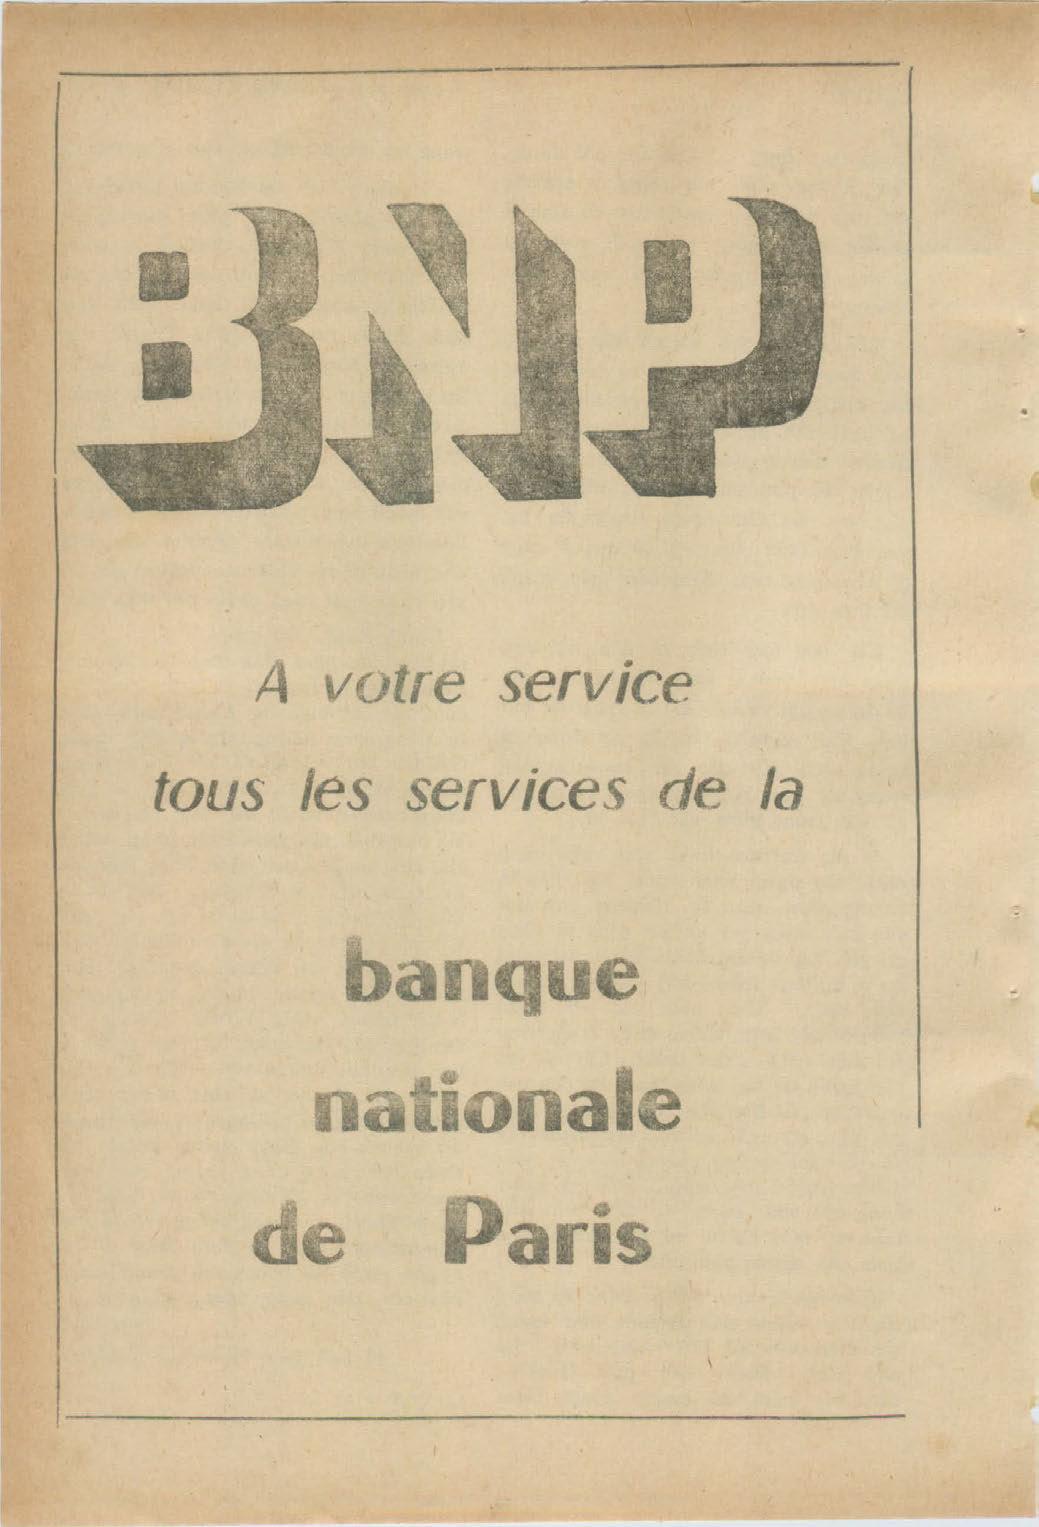 BNP
A votre service
tous les services de la
banque
nationale
de Paris